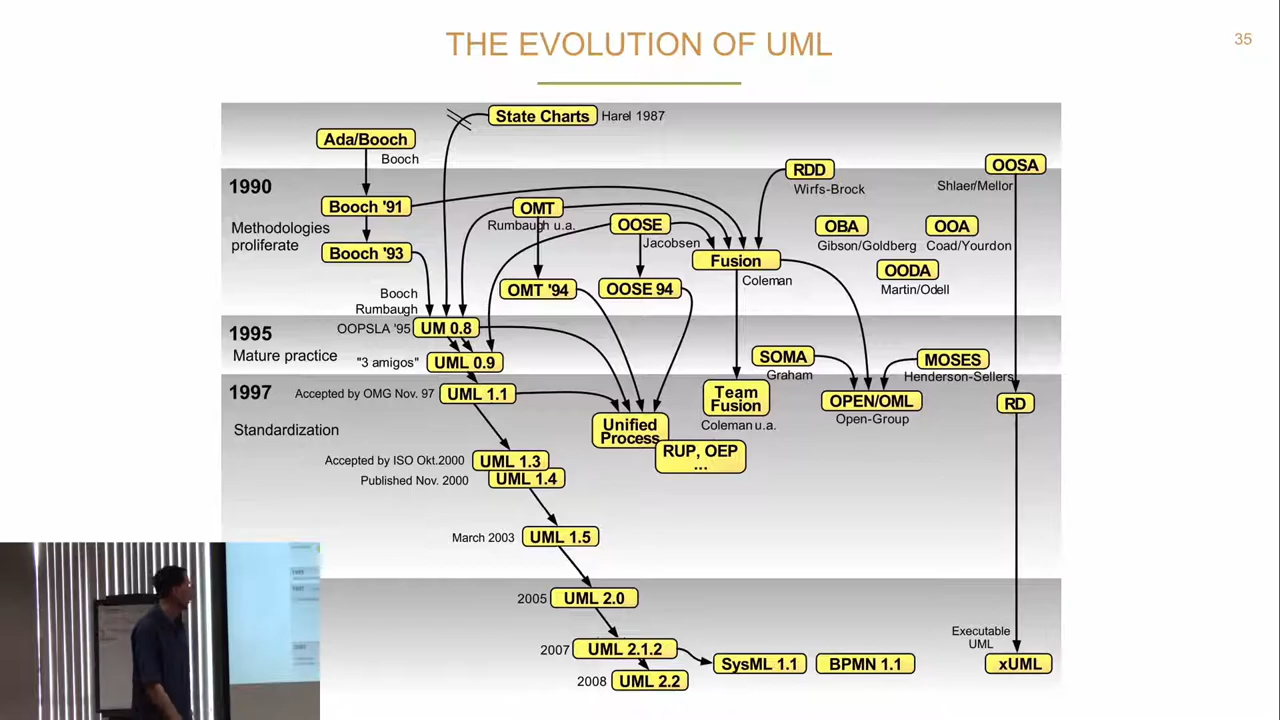 THE EVOLUTION OF UML
35
State Charts
Harel 1987
Ada/Booch
Booch
OOSA
Shlaer/Mellor
RDD
Wirfs-Brock
1990
Methodologies
proliferate
Booch '91
OMT
Rumbaugh u.a.
OOSE
Jacobsen
OBA
Gibson/Goldberg
OOA
Coad/Yourdon
Booch '93
Fusion
Coleman
OODA
Martin/Odell
OMT '94
OOSE 94
Booch
Rumbaugh
1995
Mature practice
OOPSLA '95
UM 0.8
"3 amigos"
UML 0.9
SOMA
Graham
MOSES
Henderson-Sellers
1997
Standardization
Accepted by OMG Nov. 97
UML 1.1
Team
Fusion
Coleman u.a.
OPEN/OML
Open-Group
RD
Unified
Process
RUP, OEP
...
Accepted by ISO Okt.2000
UML 1.3
Published Nov. 2000
UML 1.4
March 2003
UML 1.5
2005
UML 2.0
2007
UML 2.1.2
SysML 1.1
BPMN 1.1
Executable
UML
xUML
2008
UML 2.2